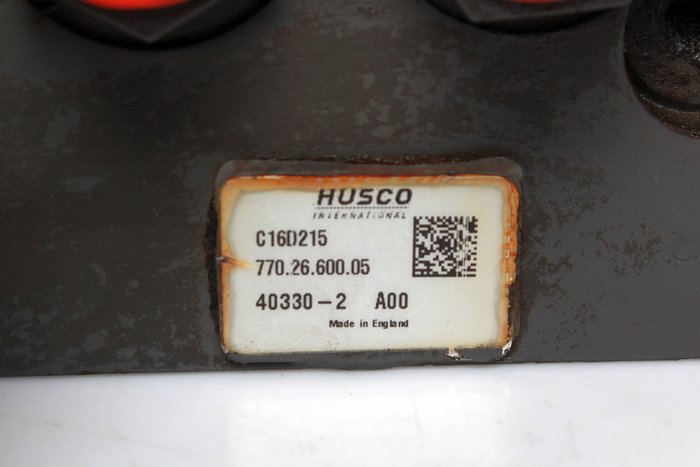 HUSCO
INTERNATIONAL
C16D215
770.26.600.05
40330-2 A00
Made in England